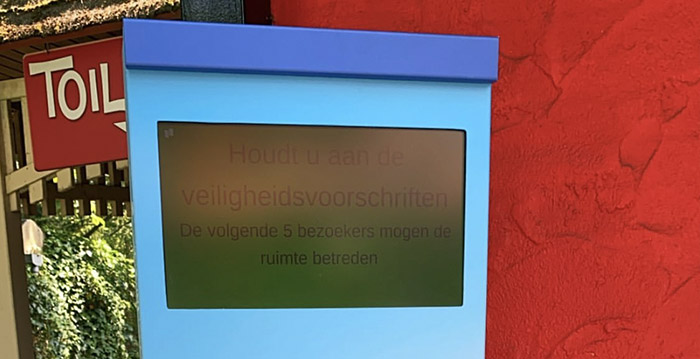 TOIL
Houdt u aan de
veiligheidsvoorschriften
De volgende 5 bezoekers mogen de
ruimte betreden